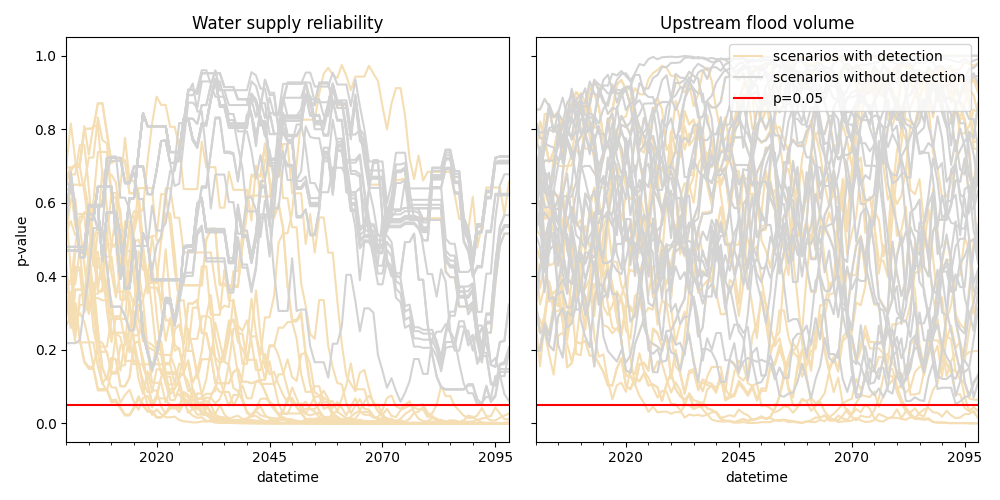 Water supply reliability
Upstream flood volume
1.0
0.8
0.6
0.4
0.2
0.0
p-value
2020
2045
2070
2095
datetime
scenarios with detection
scenarios without detection
p=0.05
2020
2045
2070
2095
datetime